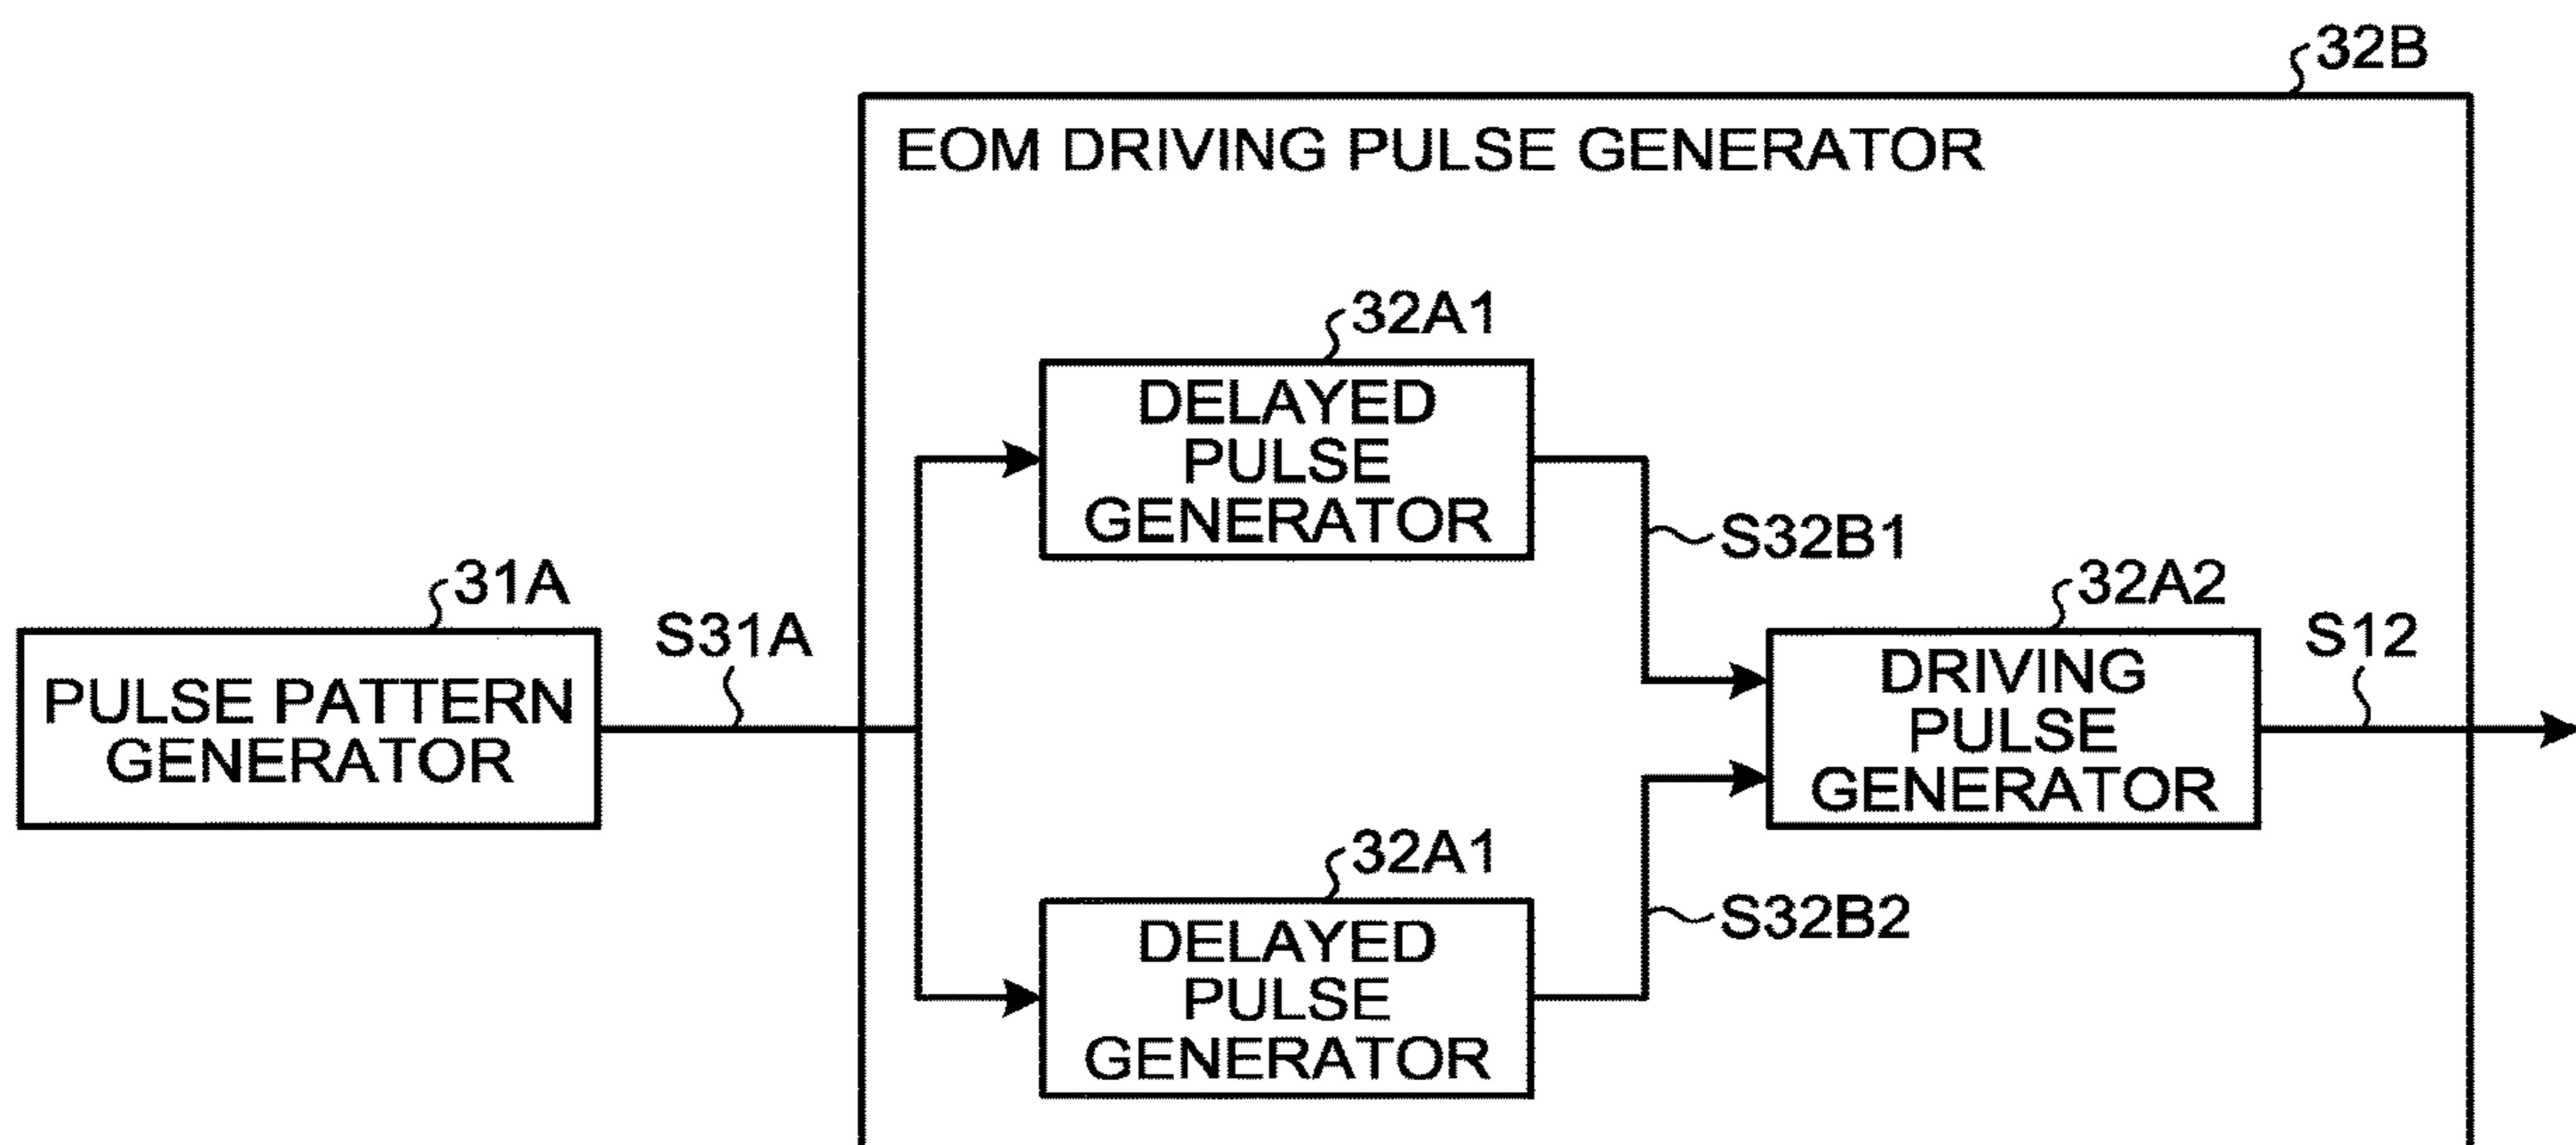 32B
EOM DRIVING PULSE GENERATOR
32A1
DELAYED
PULSE
GENERATOR
S32B1
31A
S31A
PULSE PATTERN
GENERATOR
32A2
DRIVING
PULSE
GENERATOR
S12
32A1
DELAYED
PULSE
GENERATOR
S32B2